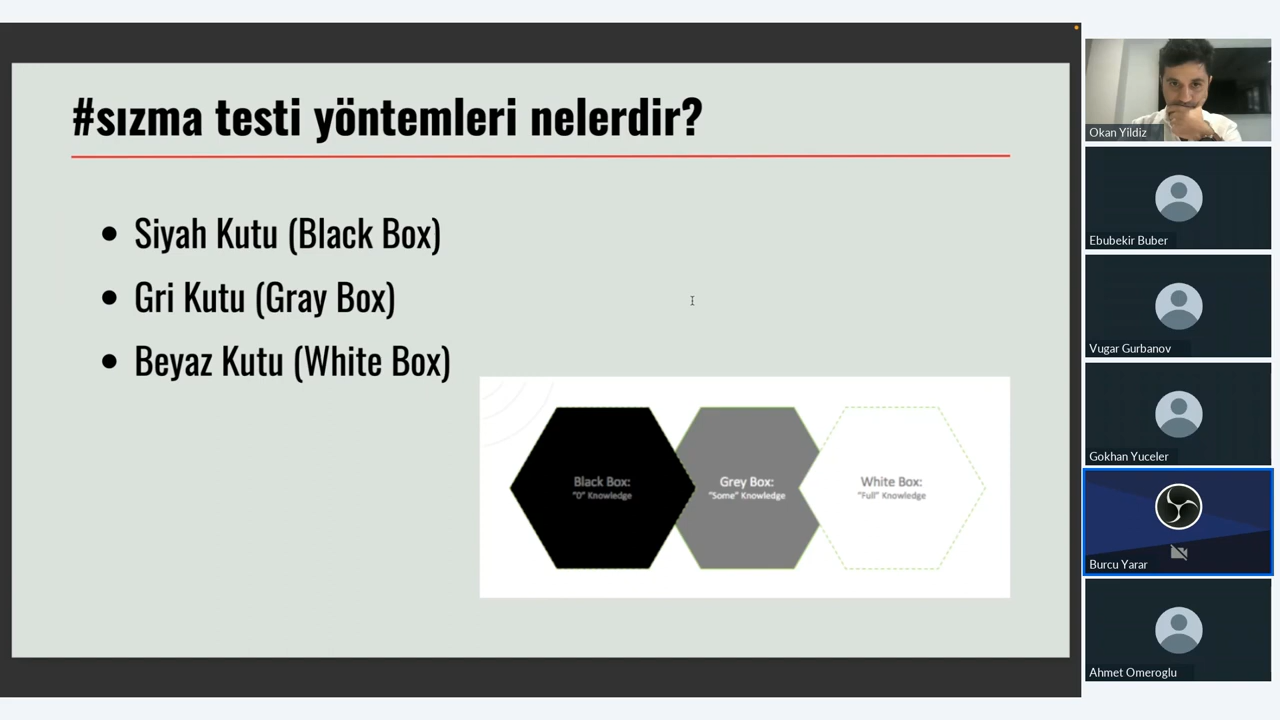 #sızma testi yöntemleri nelerdir?
Siyah Kutu (Black Box)
Gri Kutu (Gray Box)
Beyaz Kutu (White Box)
Black Box:
"0" Knowledge
Grey Box:
"Some" Knowledge
White Box:
"Full" Knowledge
Okan Yildiz
Ebubekir Buber
Vugar Gurbanov
Gokhan Yuceler
Burcu Yarar
Ahmet Omeroglu